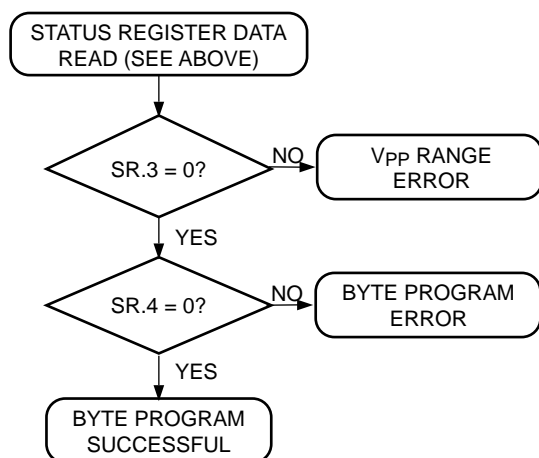 STATUS REGISTER DATA
READ (SEE ABOVE)
SR.3 = 0?
NO
VPP RANGE
ERROR
YES
SR.4 = 0?
NO
BYTE PROGRAM
ERROR
YES
BYTE PROGRAM
SUCCESSFUL